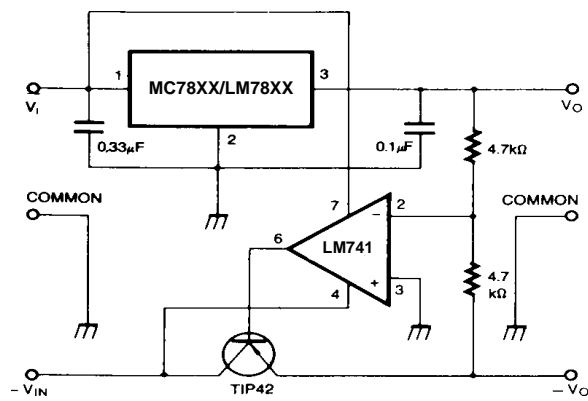 1
MC78XX/LM78XX
3
V_I
2
V_O
0.33μF
0.1μF
4.7kΩ
COMMON
7
2
COMMON
6
−
LM741
4
+
3
4.7
kΩ
−V_IN
TIP42
−V_O